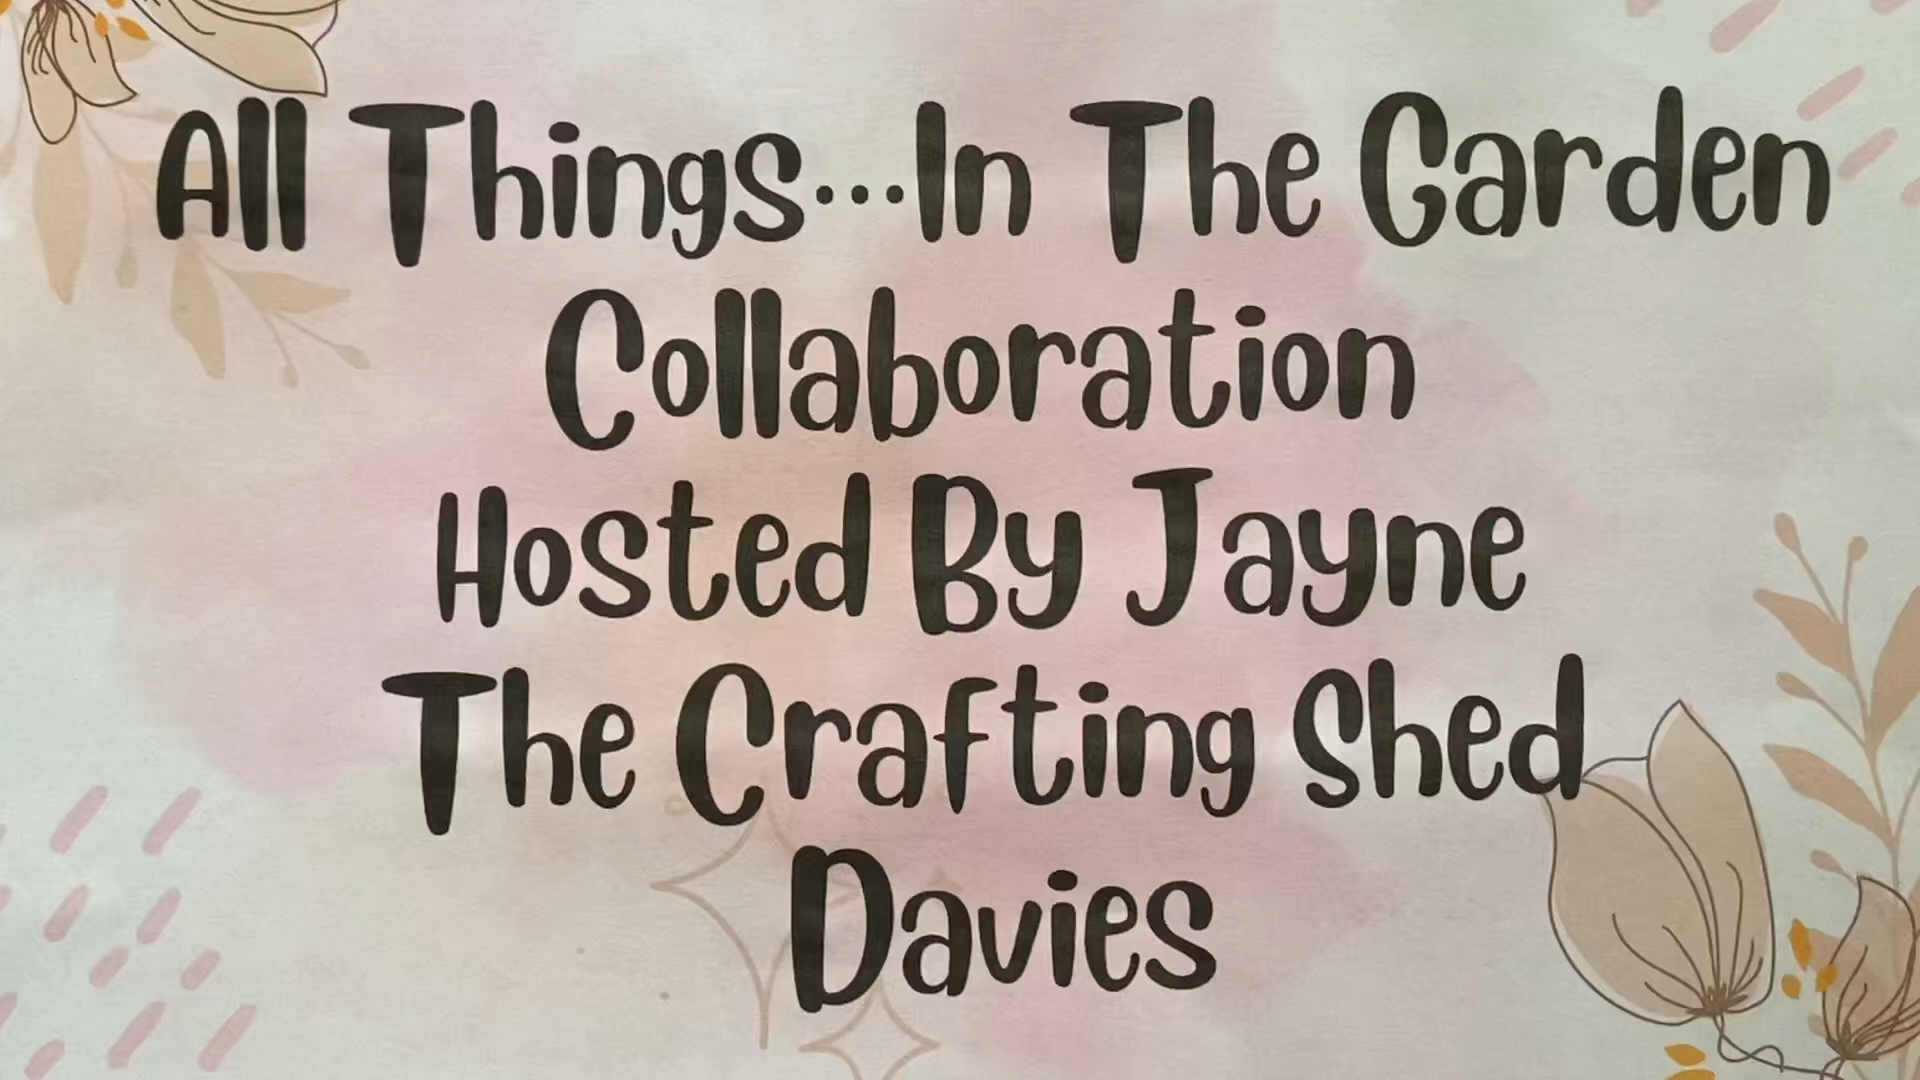 All Things...In The Garden
Collaboration
Hosted By Jayne
The Crafting Shed
Davies